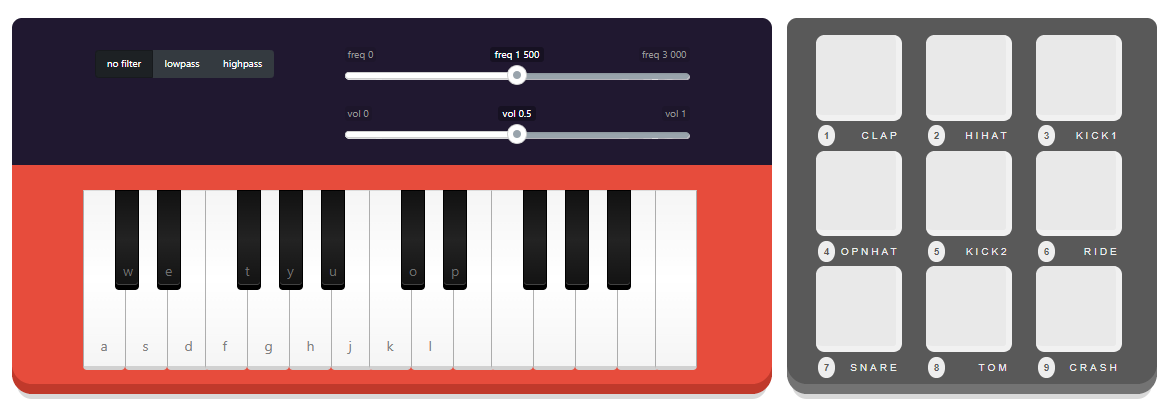 freq 0 freq 1 500 freq 3 000
no filter lowpass highpass
vol 0 vol 0.5 vol 1
w e t y u o p
a s d f g h j k l
1 CLAP 2 HIHAT 3 KICK1
4 OPNHAT 5 KICK2 6 RIDE
7 SNARE 8 TOM 9 CRASH